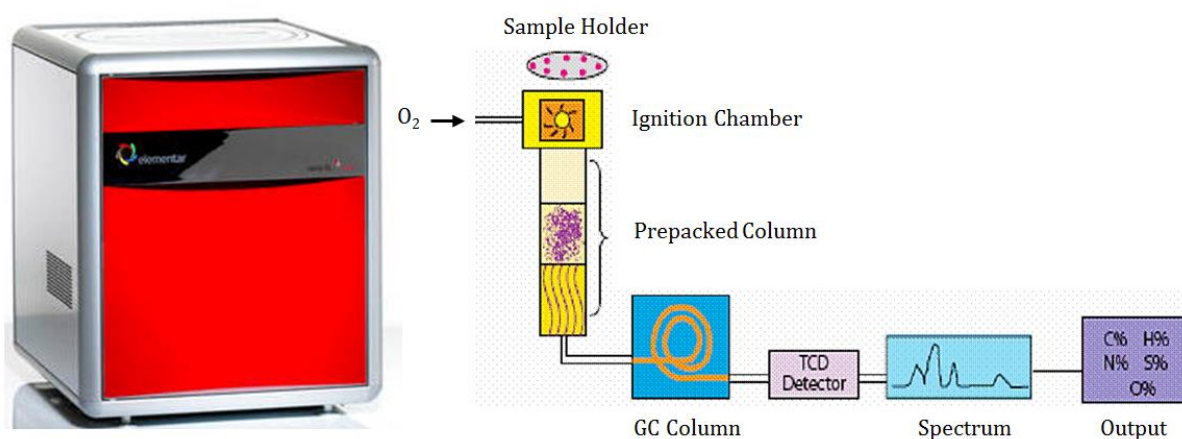 Sample Holder
O₂
Ignition Chamber
elementar
Prepacked Column
TCD
Detector
C% H%
N% S%
O%
GC Column
Spectrum
Output